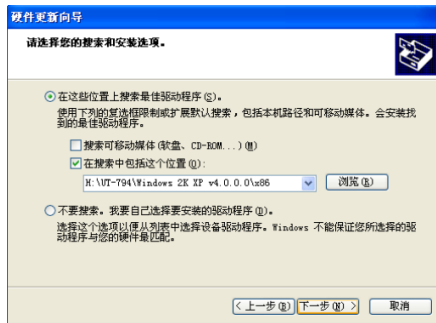 硬件更新向导
请选择您的搜索和安装选项。
在这些位置上搜索最佳驱动程序(S)。
使用下列的复选框限制或扩展默认搜索，包括本机路径和可移动媒体。会安装找
到的最佳驱动程序。
搜索可移动媒体(软盘、CD-ROM...)(M)
在搜索中包括这个位置(O):
H:\UT-794\Windows 2K XP v4.0.0.0\x86
浏览(R)
不要搜索。我要自己选择要安装的驱动程序(D)。
选择这个选项以便从列表中选择设备驱动程序。Windows 不能保证您所选择的驱
动程序与您的硬件最匹配。
< 上一步(B)
下一步(N) >
取消